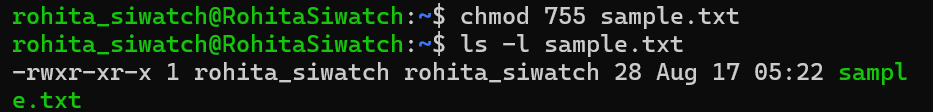 rohita_siwatch@RohitaSiwatch:~$ chmod 755 sample.txt
rohita_siwatch@RohitaSiwatch:~$ ls -l sample.txt
-rwxr-xr-x 1 rohita_siwatch rohita_siwatch 28 Aug 17 05:22 sampl
e.txt